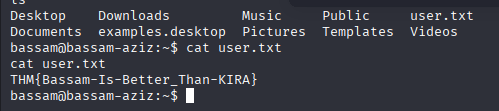 ls
Desktop Downloads Music Public user.txt
Documents examples.desktop Pictures Templates Videos
bassam@bassam-aziz:~$ cat user.txt
cat user.txt
THM{Bassam-Is-Better_Than-KIRA}
bassam@bassam-aziz:~$